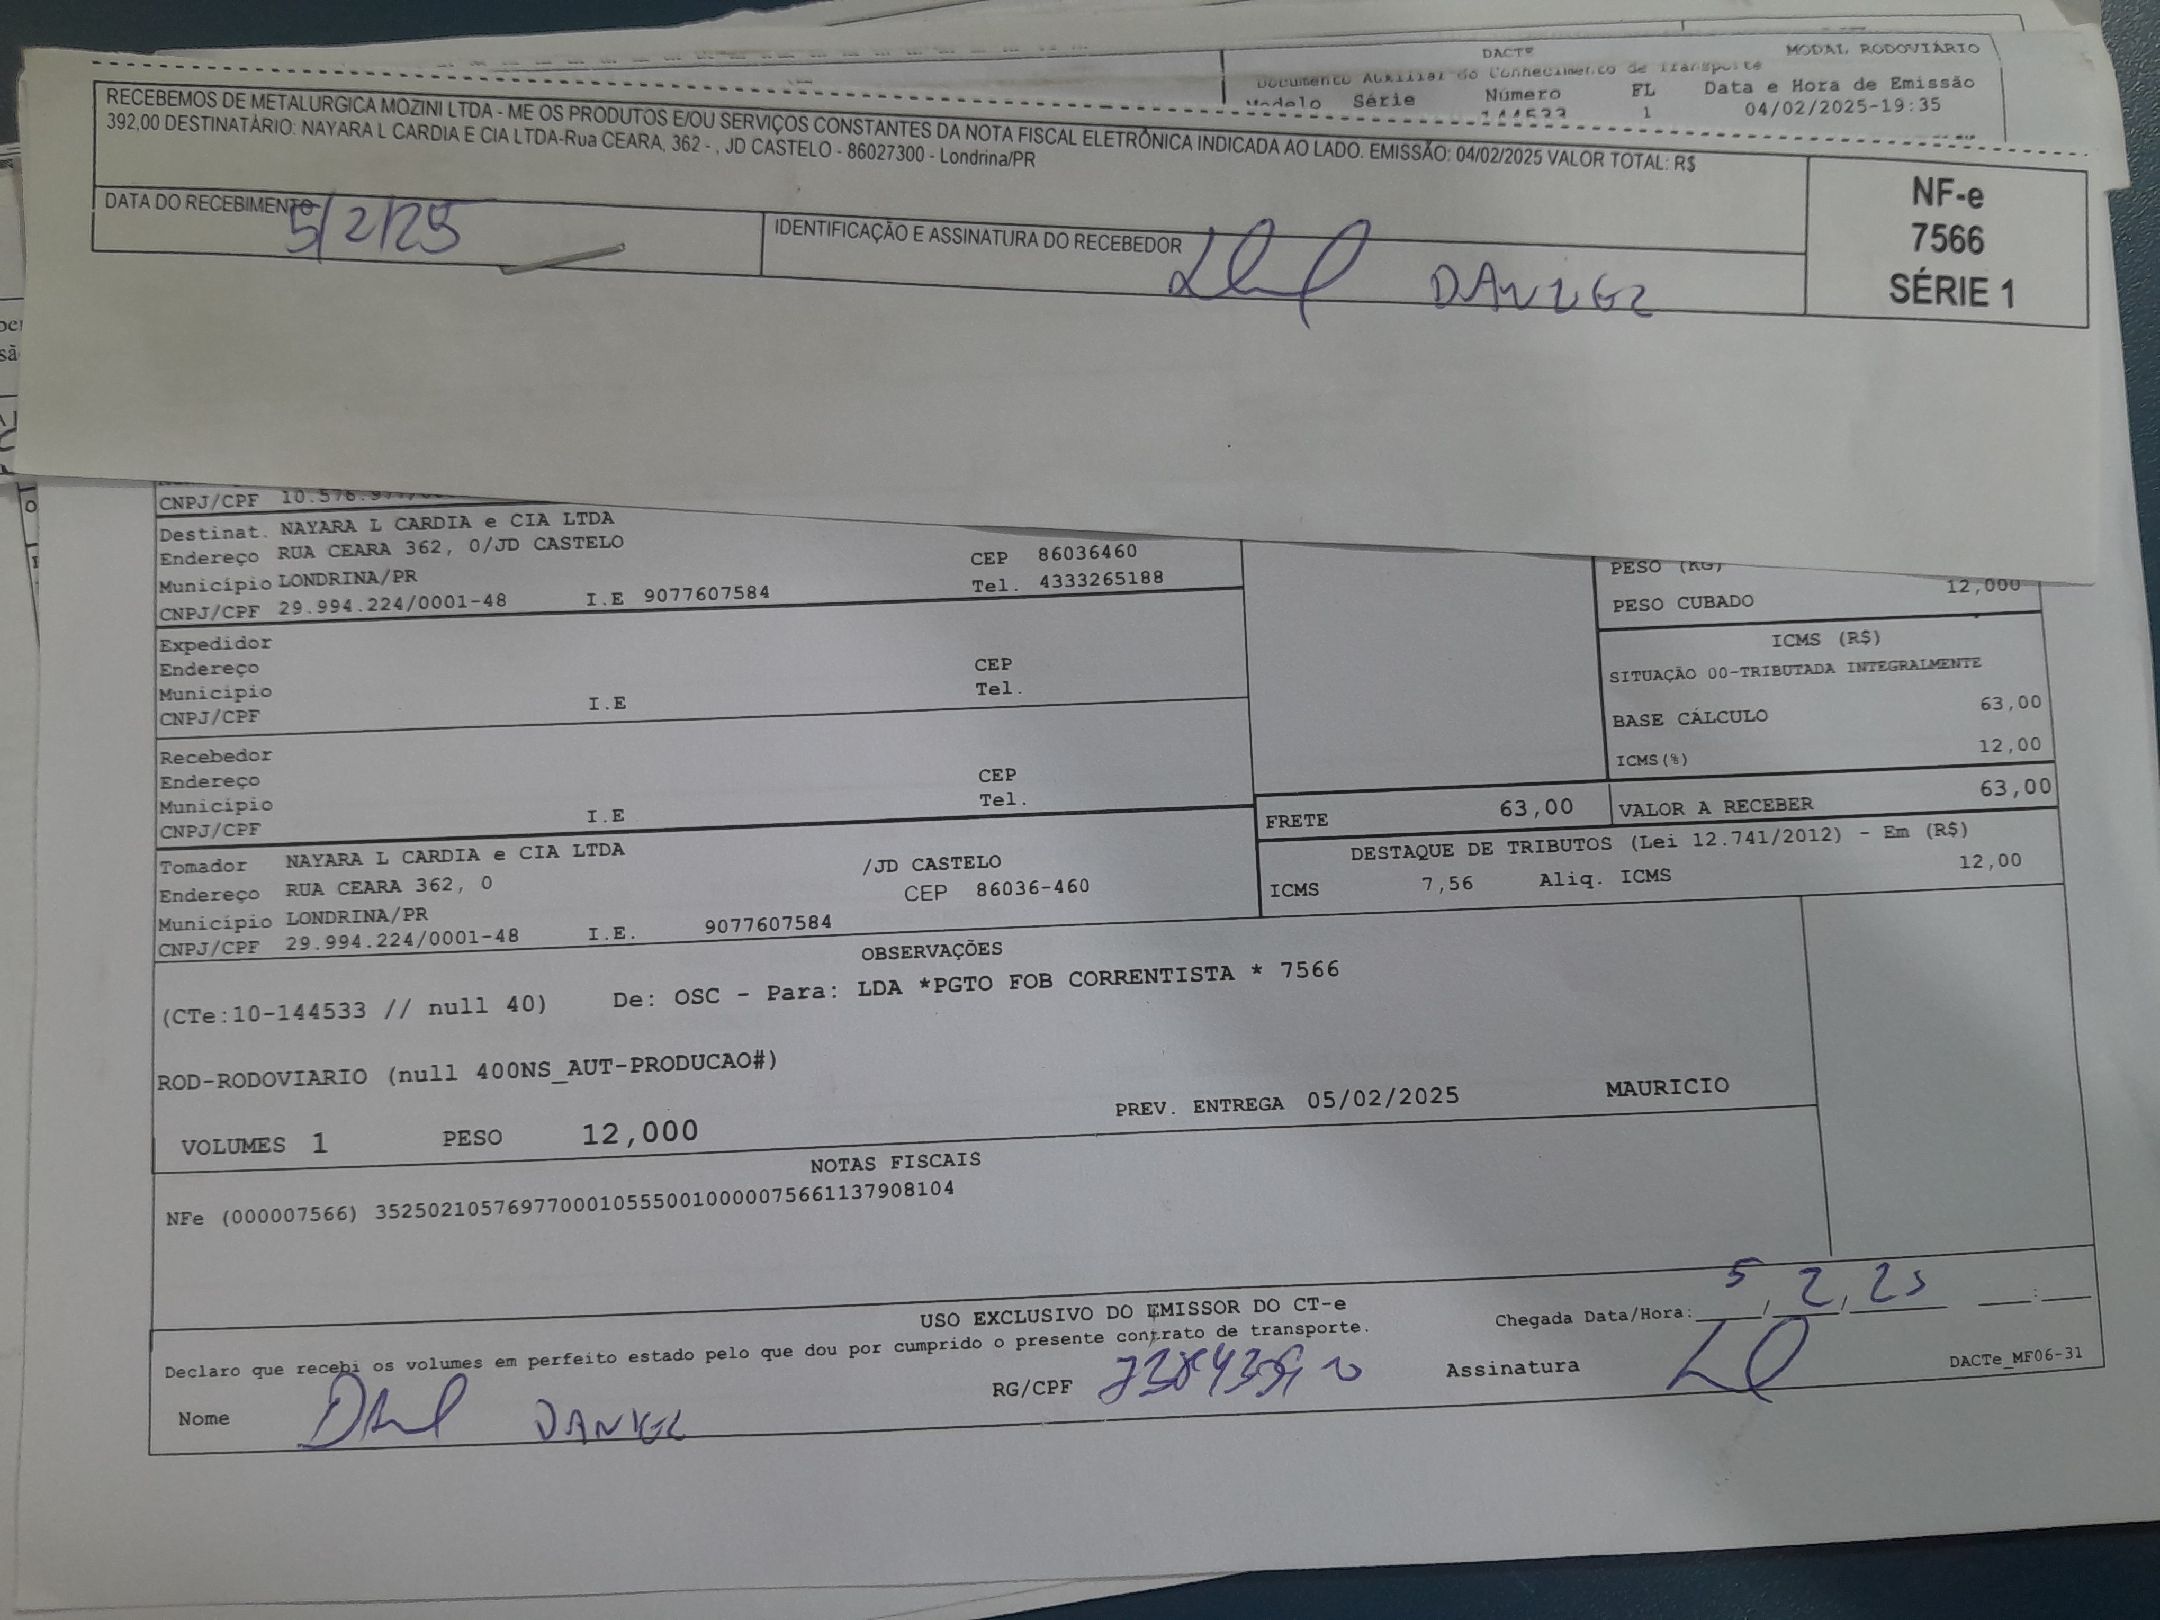 DACTe
MODAL RODOVIÁRIO
Documento Auxiliar do Conhecimento de Transporte
Modelo Série Número FL Data e Hora de Emissão
144533 1 04/02/2025-19:35
RECEBEMOS DE METALURGICA MOZINI LTDA - ME OS PRODUTOS E/OU SERVIÇOS CONSTANTES DA NOTA FISCAL ELETRÔNICA INDICADA AO LADO. EMISSÃO: 04/02/2025 VALOR TOTAL: R$
392,00 DESTINATÁRIO: NAYARA L CARDIA E CIA LTDA-Rua CEARA, 362 - , JD CASTELO - 86027300 - Londrina/PR
NF-e
7566
SÉRIE 1
DATA DO RECEBIMENTO
5/2/25
IDENTIFICAÇÃO E ASSINATURA DO RECEBEDOR
DANIEL
CNPJ/CPF 10.576.977/
Destinat. NAYARA L CARDIA e CIA LTDA
Endereço RUA CEARA 362, 0/JD CASTELO
CEP 86036460
Município LONDRINA/PR
Tel. 4333265188
CNPJ/CPF 29.994.224/0001-48 I.E 9077607584
PESO (KG)
12,000
PESO CUBADO
Expedidor
Endereço
CEP
Município
Tel.
CNPJ/CPF
I.E
ICMS (R$)
SITUAÇÃO 00-TRIBUTADA INTEGRALMENTE
BASE CÁLCULO 63,00
ICMS(%) 12,00
Recebedor
Endereço
CEP
Município
Tel.
CNPJ/CPF
I.E
FRETE 63,00 VALOR A RECEBER 63,00
DESTAQUE DE TRIBUTOS (Lei 12.741/2012) - Em (R$)
ICMS 7,56 Aliq. ICMS 12,00
Tomador NAYARA L CARDIA e CIA LTDA
Endereço RUA CEARA 362, 0 /JD CASTELO
CEP 86036-460
Município LONDRINA/PR
CNPJ/CPF 29.994.224/0001-48 I.E. 9077607584
OBSERVAÇÕES
(CTe:10-144533 // null 40) De: OSC - Para: LDA *PGTO FOB CORRENTISTA * 7566
ROD-RODOVIARIO (null 400NS_AUT-PRODUCAO#)
PREV. ENTREGA 05/02/2025 MAURICIO
VOLUMES 1 PESO 12,000
NOTAS FISCAIS
NFe (000007566) 35250210576977000105550010000075661137908104
USO EXCLUSIVO DO EMISSOR DO CT-e
Declaro que recebi os volumes em perfeito estado pelo que dou por cumprido o presente contrato de transporte.
Chegada Data/Hora: 5/2/25 __:__
Nome DANIEL
RG/CPF
Assinatura
DACTe_MF06-31